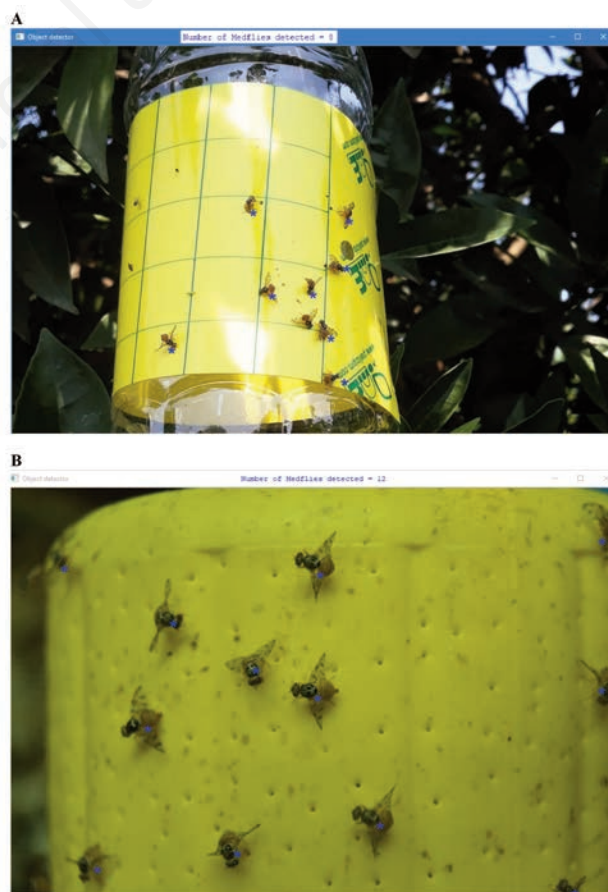 A
Object detector
Number of Medflies detected = 8
B
Object detector
Number of Medflies detected = 12